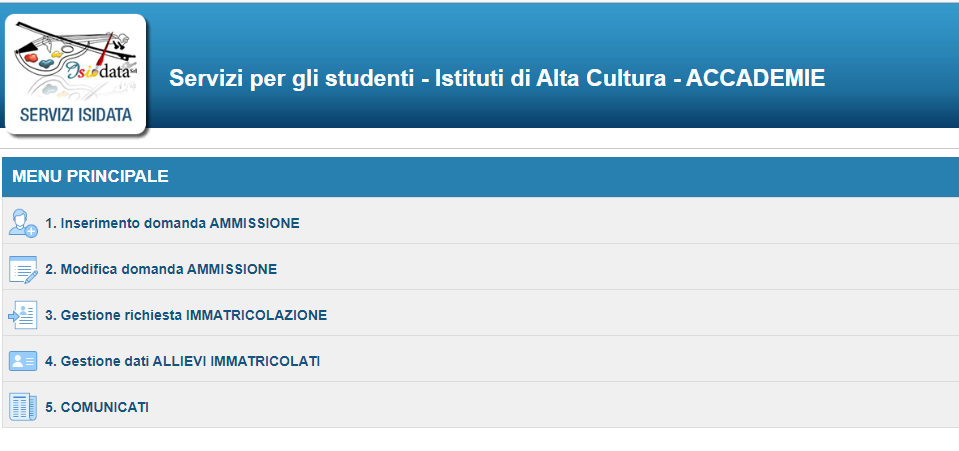 Isidata srl
SERVIZI ISIDATA
Servizi per gli studenti - Istituti di Alta Cultura - ACCADEMIE
MENU PRINCIPALE
1. Inserimento domanda AMMISSIONE
2. Modifica domanda AMMISSIONE
3. Gestione richiesta IMMATRICOLAZIONE
4. Gestione dati ALLIEVI IMMATRICOLATI
5. COMUNICATI